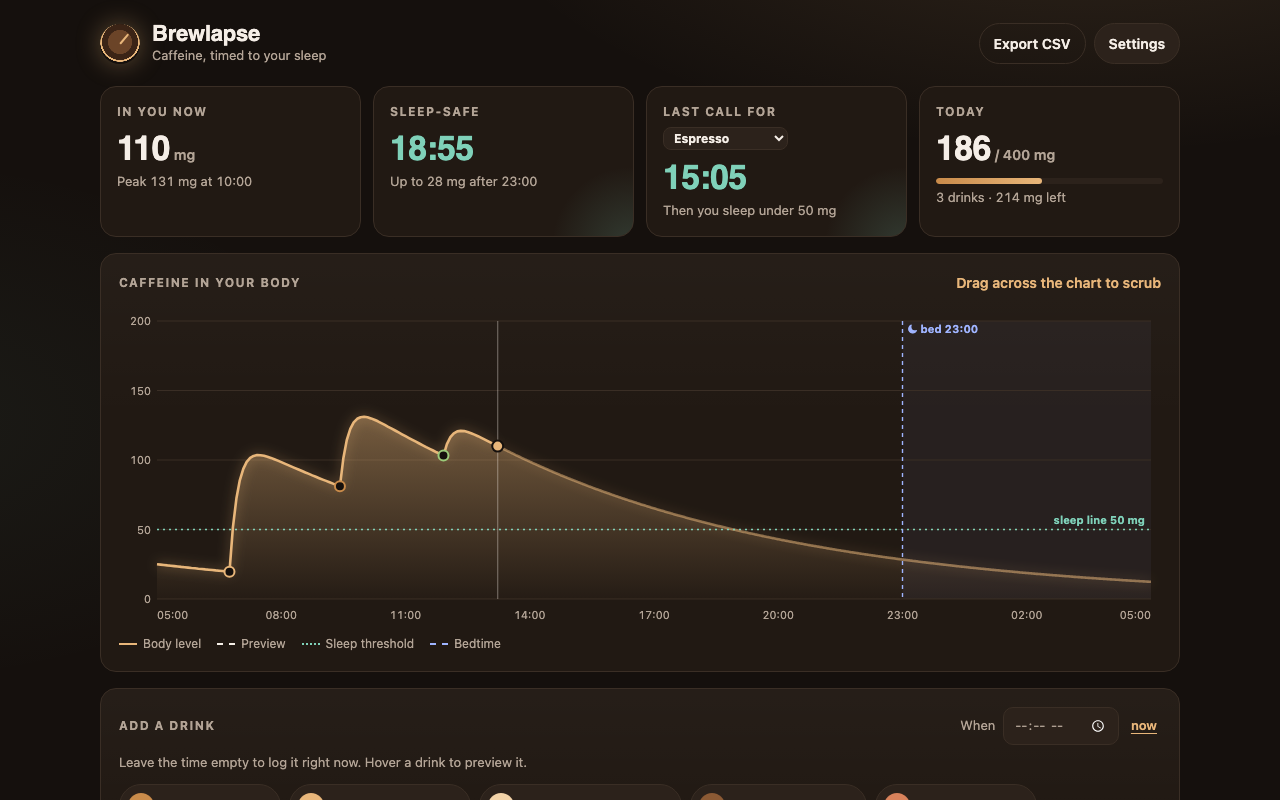 Brewlapse
Caffeine, timed to your sleep
Export CSV
Settings
IN YOU NOW
110 mg
Peak 131 mg at 10:00
SLEEP-SAFE
18:55
Up to 28 mg after 23:00
LAST CALL FOR
Espresso
15:05
Then you sleep under 50 mg
TODAY
186 / 400 mg
3 drinks · 214 mg left
CAFFEINE IN YOUR BODY
Drag across the chart to scrub
200
150
100
50
0
bed 23:00
sleep line 50 mg
05:00 08:00 11:00 14:00 17:00 20:00 23:00 02:00 05:00
Body level Preview Sleep threshold Bedtime
ADD A DRINK
When --:-- -- now
Leave the time empty to log it right now. Hover a drink to preview it.